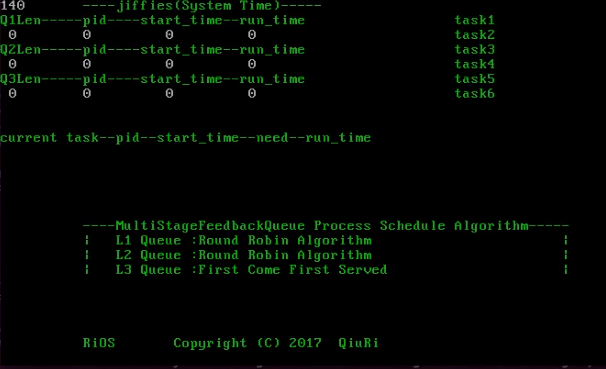 140       ----jiffies(System Time)-----
Q1Len-----pid----start_time--run_time                  task1
 0        0         0         0                        task2
Q2Len-----pid----start_time--run_time                  task3
 0        0         0         0                        task4
Q3Len-----pid----start_time--run_time                  task5
 0        0         0         0                        task6
current task--pid--start_time--need--run_time
----MultiStageFeedbackQueue Process Schedule Algorithm-----
¦   L1 Queue :Round Robin Algorithm                       ¦
¦   L2 Queue :Round Robin Algorithm                       ¦
¦   L3 Queue :First Come First Served                     ¦
RiOS       Copyright (C) 2017  QiuRi